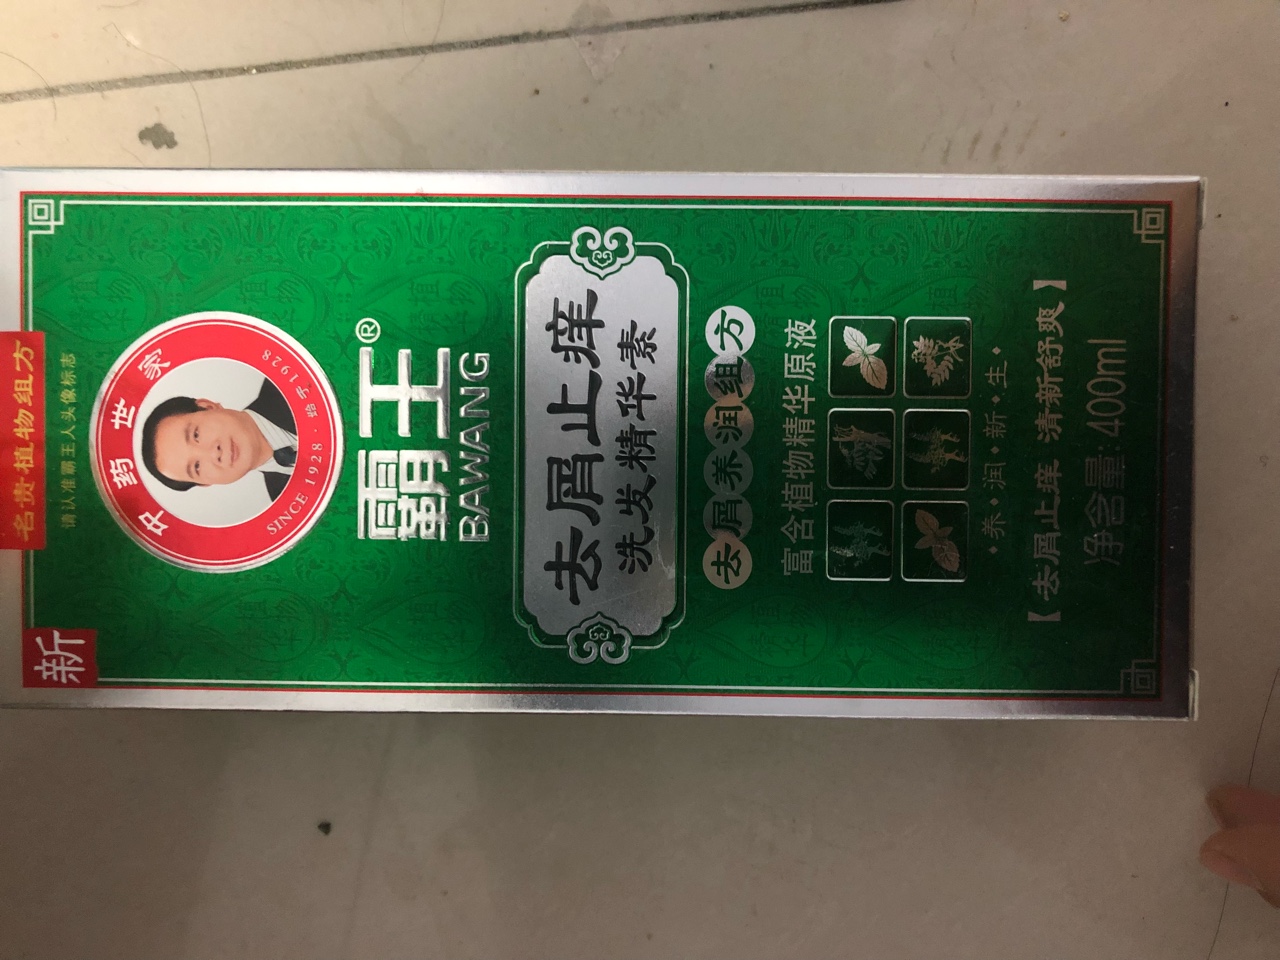 名贵植物组方
请认准霸王人头像标志
新
中药世家
SINCE 1928 · 始于1928
霸王®
BAWANG
去屑止痒
洗发精华素
去屑养润组方
富含植物精华原液
养·润·新·生
【去屑止痒 清新舒爽】
净含量:400ml